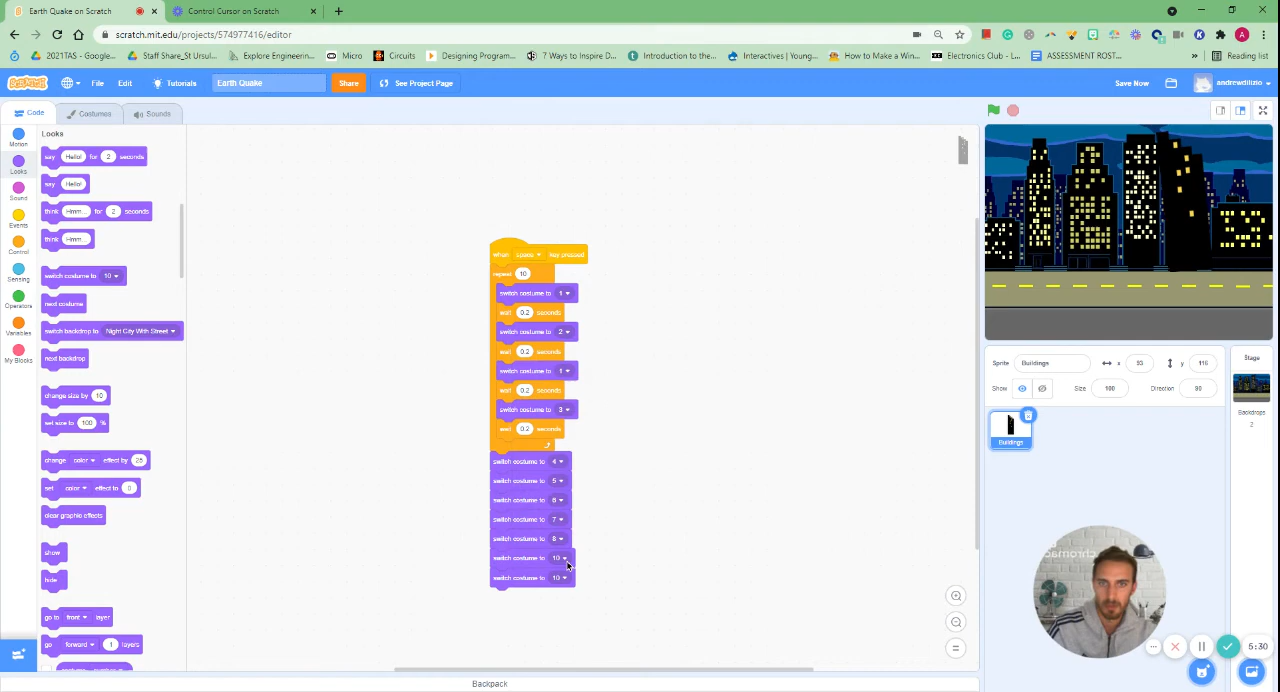 Earth Quake on Scratch
Control Cursor on Scratch
scratch.mit.edu/projects/574977416/editor
2021TAS - Google...
Staff Share_St Ursul...
Explore Engineering...
Micro
Circuits
Designing Program...
7 Ways to Inspire D...
Introduction to the...
Interactives | Young...
How to Make a Win...
Electronics Club - L...
ASSESSMENT ROST...
»
Reading list
SCRATCH
File
Edit
Tutorials
Earth Quake
Share
See Project Page
Save Now
andrewdilizio
Code
Costumes
Sounds
Motion
Looks
Sound
Events
Control
Sensing
Operators
Variables
My Blocks
Looks
say Hello! for 2 seconds
say Hello!
think Hmm... for 2 seconds
think Hmm...
switch costume to 10
next costume
switch backdrop to Night City With Street
next backdrop
change size by 10
set size to 100 %
change color effect by 25
set color effect to 0
clear graphic effects
show
hide
go to front layer
go forward 1 layers
when space key pressed
repeat 10
switch costume to 1
wait 0.2 seconds
switch costume to 2
wait 0.2 seconds
switch costume to 1
wait 0.2 seconds
switch costume to 3
wait 0.2 seconds
switch costume to 4
switch costume to 5
switch costume to 6
switch costume to 7
switch costume to 8
switch costume to 10
switch costume to 10
Sprite Buildings x 93 y 116
Show Size 100 Direction 90
Buildings
Stage
Backdrops
2
5:30
Backpack